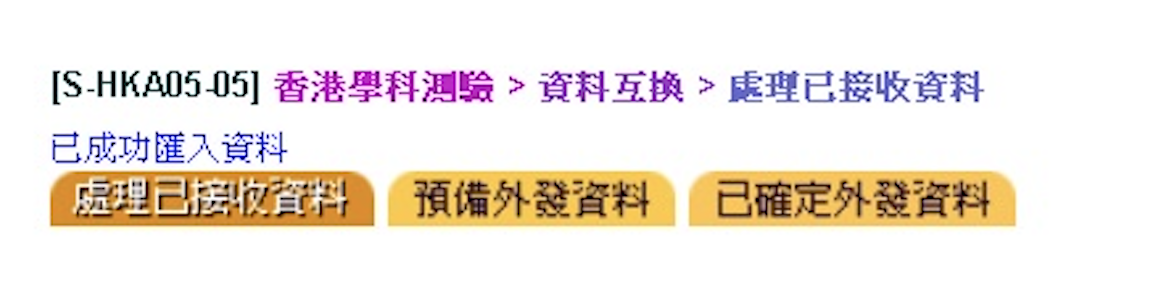 [S-HKA05-05] 香港學科測驗 > 資料互換 > 處理已接收資料
已成功匯入資料
處理已接收資料 預備外發資料 已確定外發資料